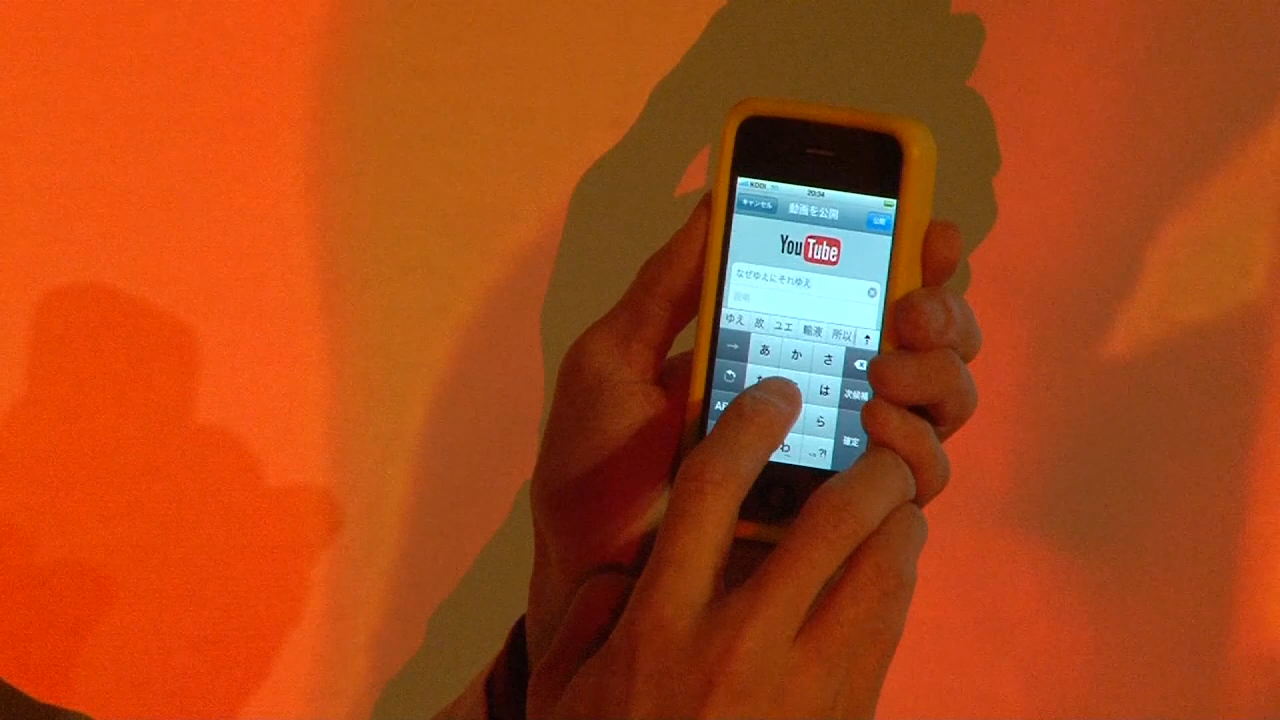 KDDI 3G 20:34
キャンセル 動画を公開 公開
YouTube
なぜゆえにそれゆえ
説明
ゆえ 故 ユエ 輸液 所以
→ あ か さ
は 次候補
ら
わ 、。?! 確定